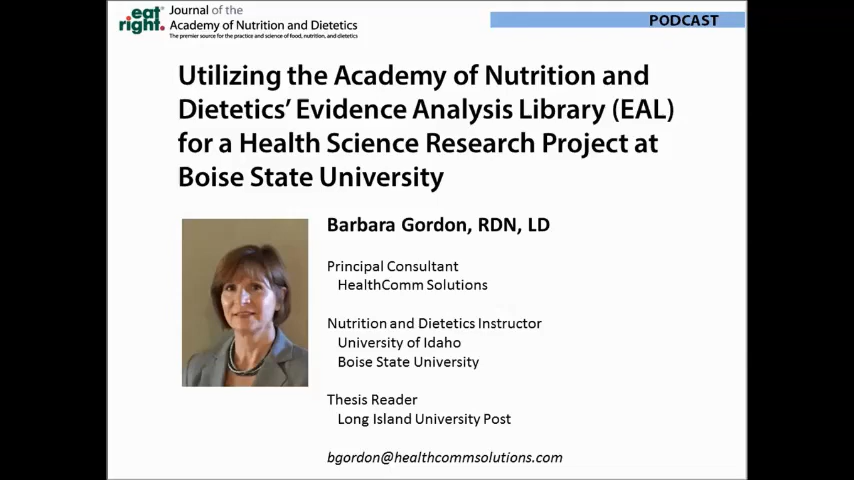 eat right.
Journal of the
Academy of Nutrition and Dietetics
The premier source for the practice and science of food, nutrition, and dietetics
PODCAST
Utilizing the Academy of Nutrition and
Dietetics’ Evidence Analysis Library (EAL)
for a Health Science Research Project at
Boise State University
Barbara Gordon, RDN, LD
Principal Consultant
HealthComm Solutions
Nutrition and Dietetics Instructor
University of Idaho
Boise State University
Thesis Reader
Long Island University Post
bgordon@healthcommsolutions.com